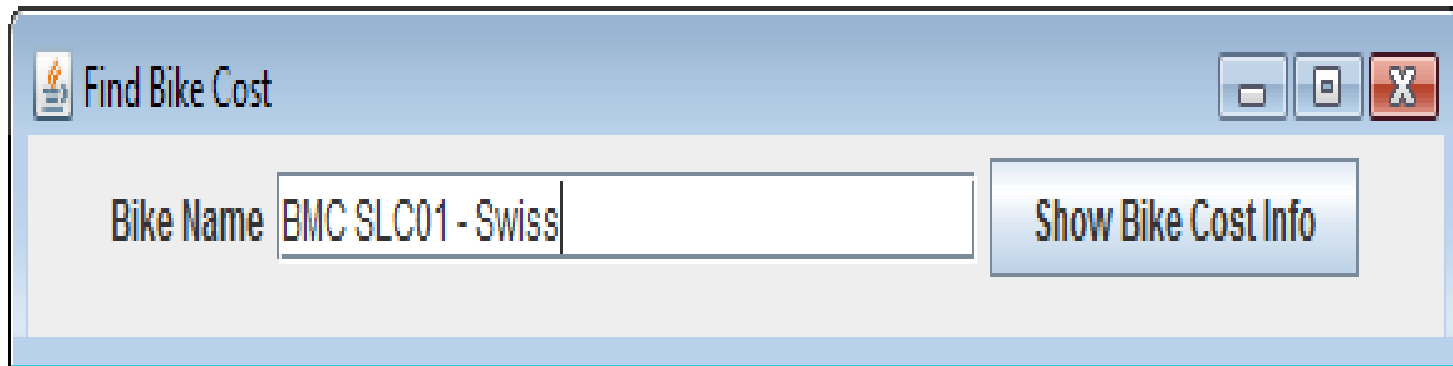 Find Bike Cost
Bike Name BMC SLC01 - Swiss Show Bike Cost Info